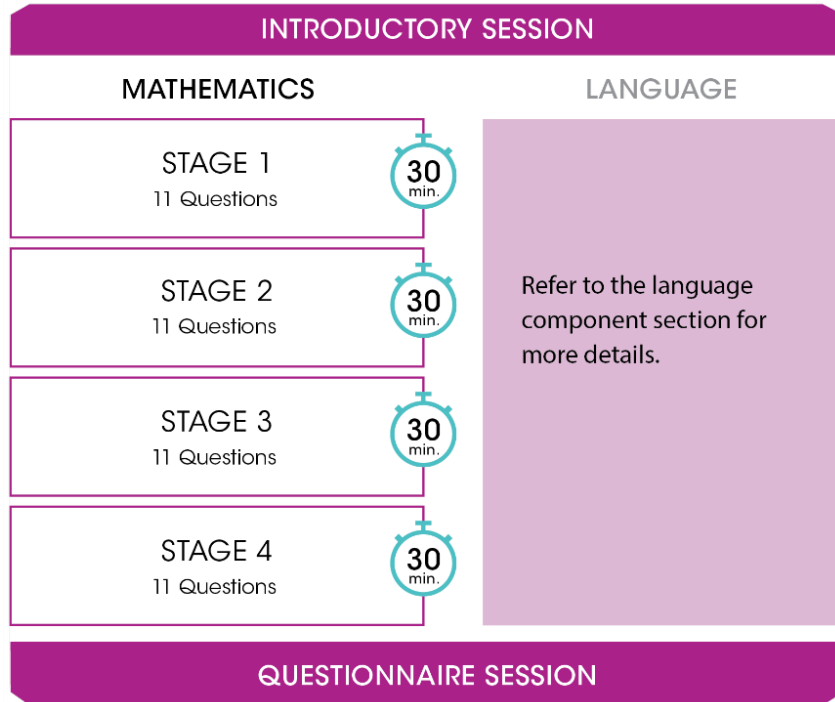 INTRODUCTORY SESSION
MATHEMATICS
STAGE 1
11 Questions
30
min.
STAGE 2
11 Questions
30
min.
STAGE 3
11 Questions
30
min.
STAGE 4
11 Questions
30
min.
LANGUAGE
Refer to the language
component section for
more details.
QUESTIONNAIRE SESSION